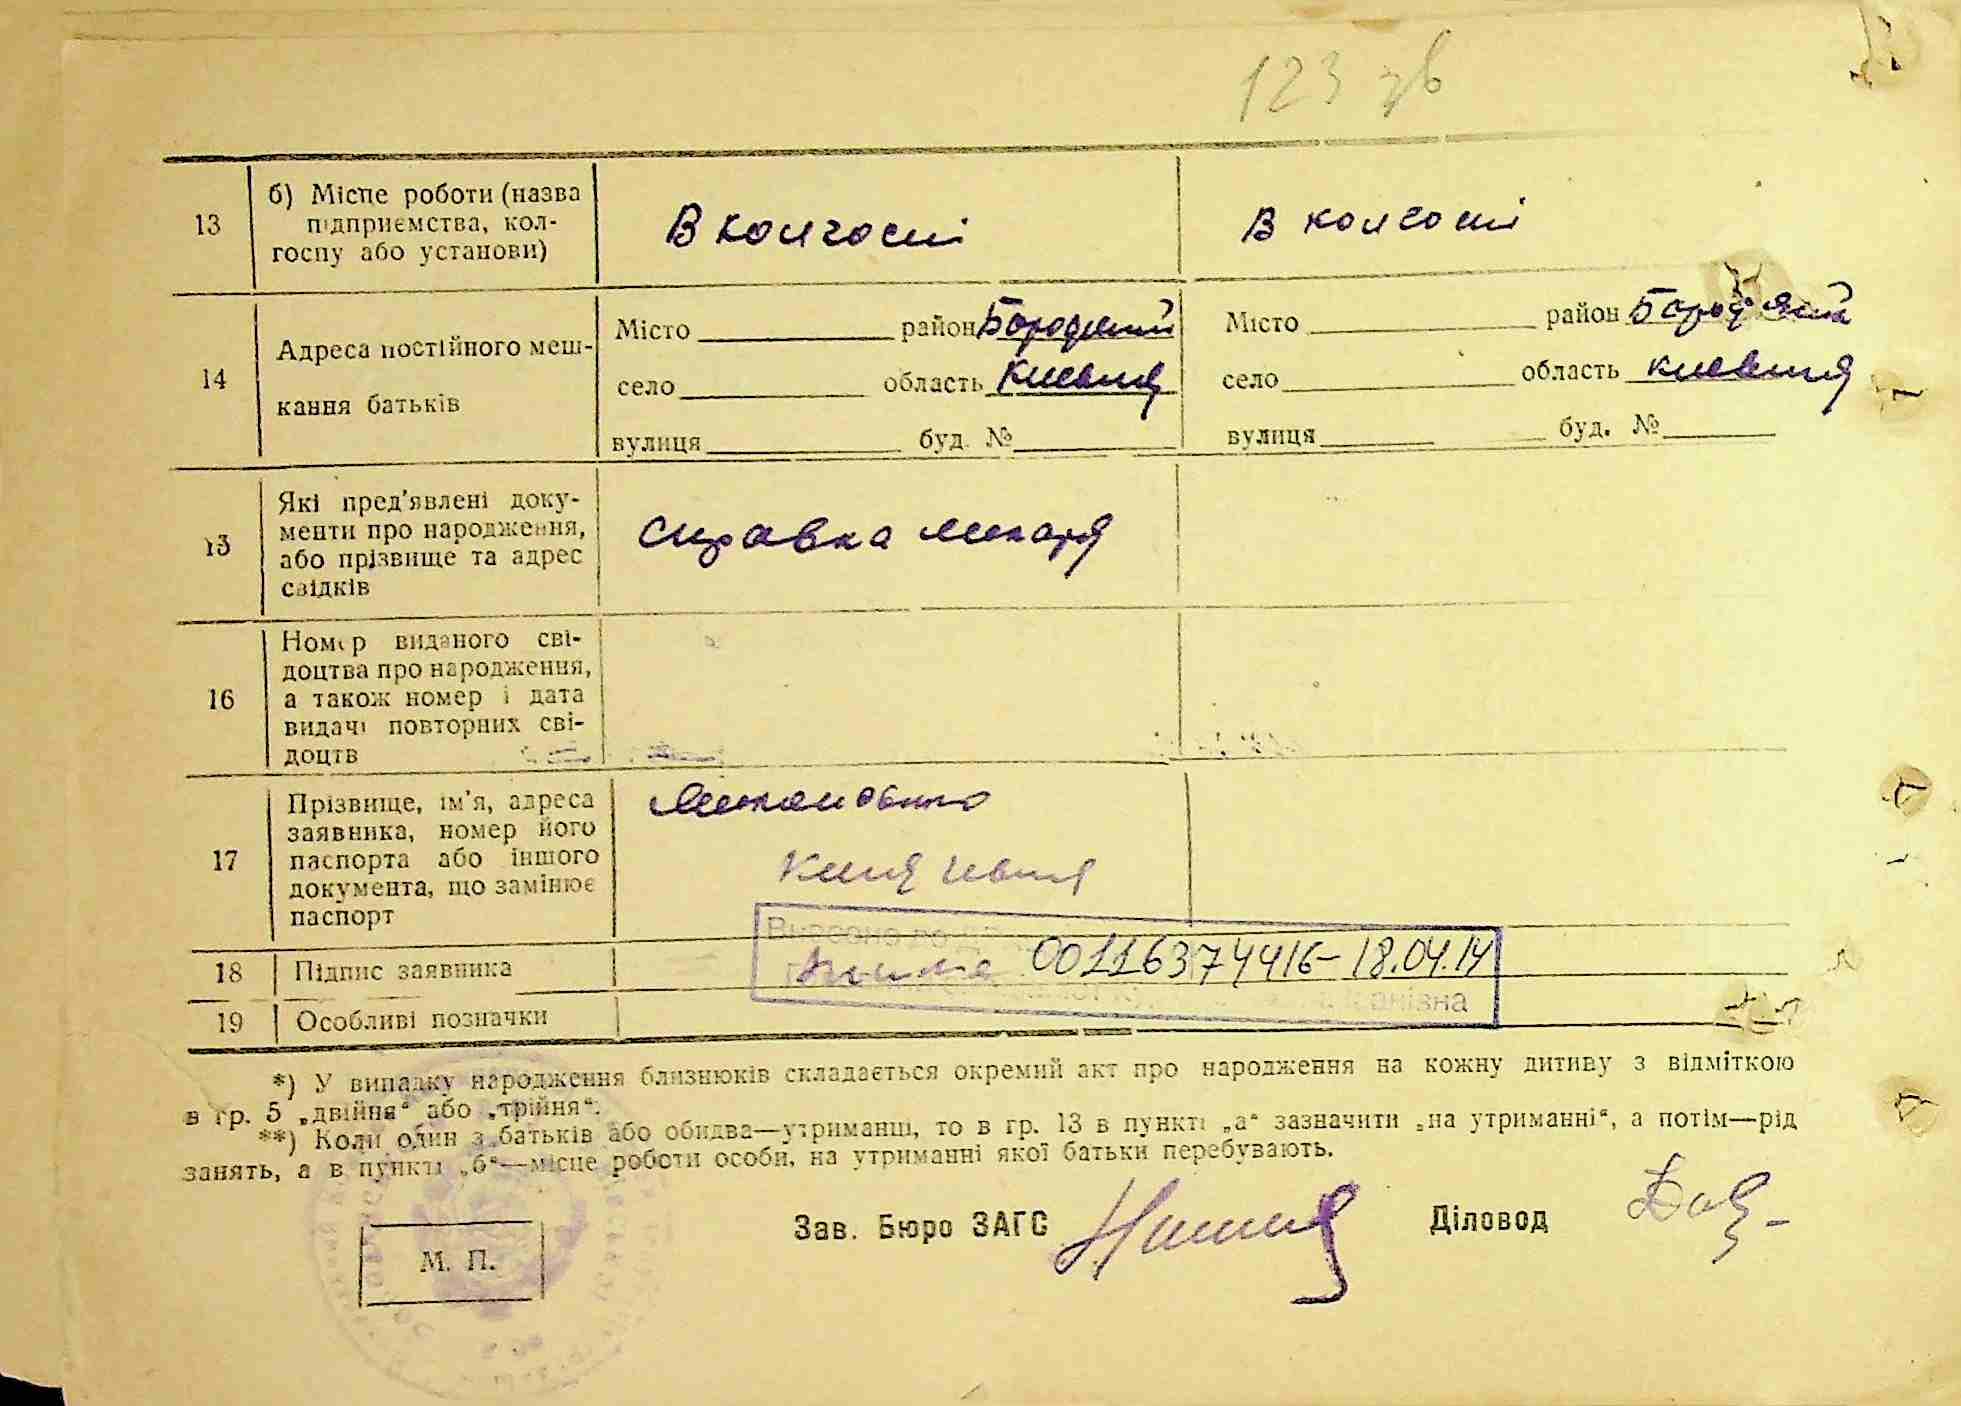 123 зв
13
б) Місце роботи (назва
підприємства, кол-
госпу або установи)
В колгоспі
В колгоспі
14
Адреса постійного меш-
кання батьків
Місто район Бородянский
село область Киевська
вулиця буд. №
Місто район Бородянский
село область Киевська
вулиця буд. №
15
Які пред'явлені доку-
менти про народження,
або прізвище та адрес
свідків
Справка лекаря
16
Номер виданого сві-
доцтва про народження,
а також номер і дата
видачі повторних сві-
доцтв
17
Прізвище, ім'я, адреса
заявника, номер його
паспорта або іншого
документа, що замінює
паспорт
18
Підпис заявника
00116374416-18.04.14
19
Особливі позначки
*) У випадку народження близнюків складається окремий акт про народження на кожну дитину з відміткою
в гр. 5 „двійня“ або „трійня“.
**) Коли один з батьків або обидва—утриманці, то в гр. 13 в пункті „а“ зазначити „на утриманні“, а потім—рід
занять, а в пункті „б“—місце роботи особи, на утриманні якої батьки перебувають.
М. П.
Зав. Бюро ЗАГС
Діловод